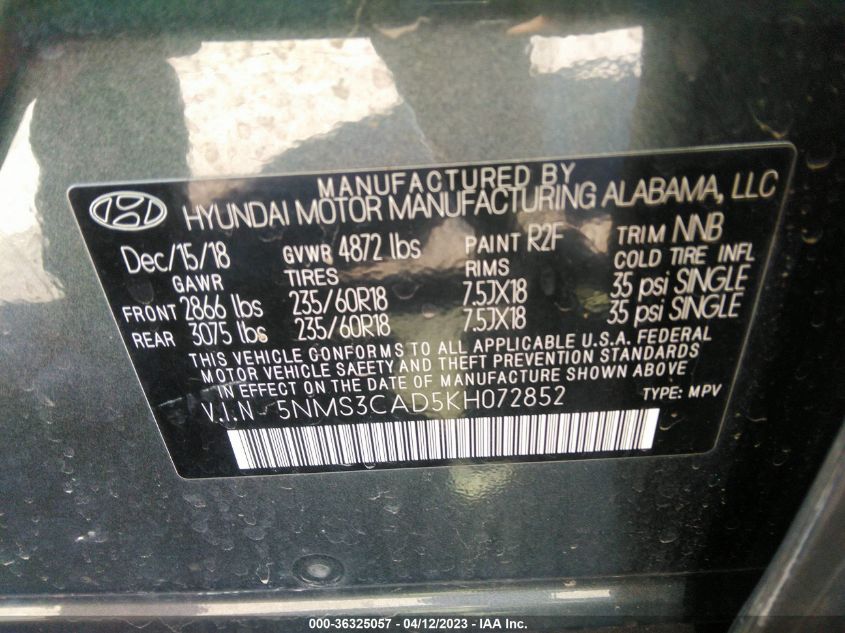 MANUFACTURED BY
HYUNDAI MOTOR MANUFACTURING ALABAMA, LLC
Dec/15/18 GVWR 4872 lbs PAINT R2F TRIM NNB
GAWR TIRES RIMS COLD TIRE INFL
FRONT 2866 lbs 235/60R18 7.5JX18 35 psi SINGLE
REAR 3075 lbs 235/60R18 7.5JX18 35 psi SINGLE
THIS VEHICLE CONFORMS TO ALL APPLICABLE U.S.A. FEDERAL
MOTOR VEHICLE SAFETY AND THEFT PREVENTION STANDARDS
IN EFFECT ON THE DATE OF MANUFACTURE SHOWN ABOVE
V.I.N - 5NMS3CAD5KH072852 TYPE: MPV
000-36325057 - 04/12/2023 - IAA Inc.